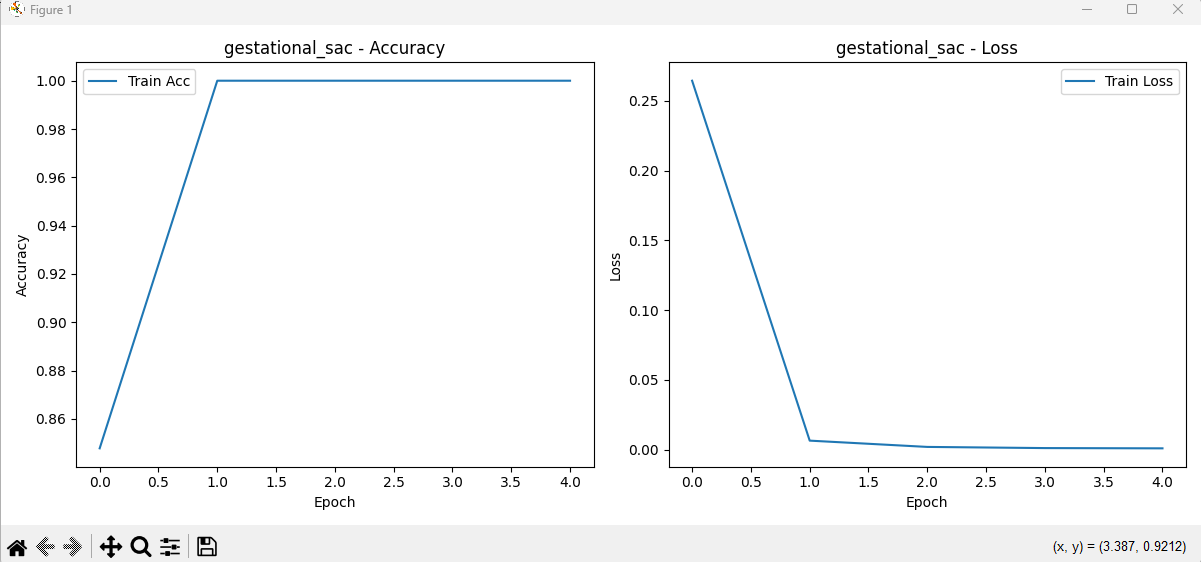 Figure 1
gestational_sac - Accuracy
Train Acc
1.00
0.98
0.96
0.94
0.92
0.90
0.88
0.86
Accuracy
0.0 0.5 1.0 1.5 2.0 2.5 3.0 3.5 4.0
Epoch
gestational_sac - Loss
Train Loss
0.25
0.20
0.15
0.10
0.05
0.00
Loss
0.0 0.5 1.0 1.5 2.0 2.5 3.0 3.5 4.0
Epoch
(x, y) = (3.387, 0.9212)